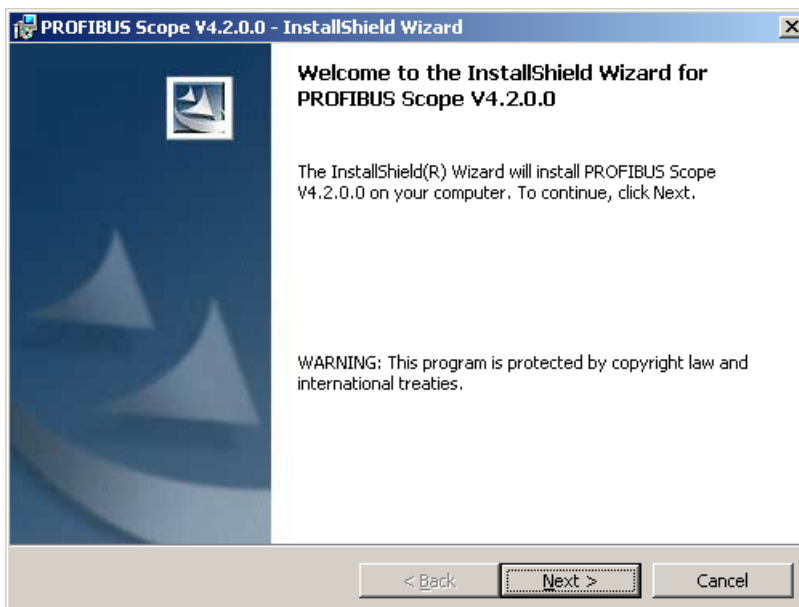 PROFIBUS Scope V4.2.0.0 - InstallShield Wizard
Welcome to the InstallShield Wizard for
PROFIBUS Scope V4.2.0.0
The InstallShield(R) Wizard will install PROFIBUS Scope
V4.2.0.0 on your computer. To continue, click Next.
WARNING: This program is protected by copyright law and
international treaties.
< Back Next > Cancel